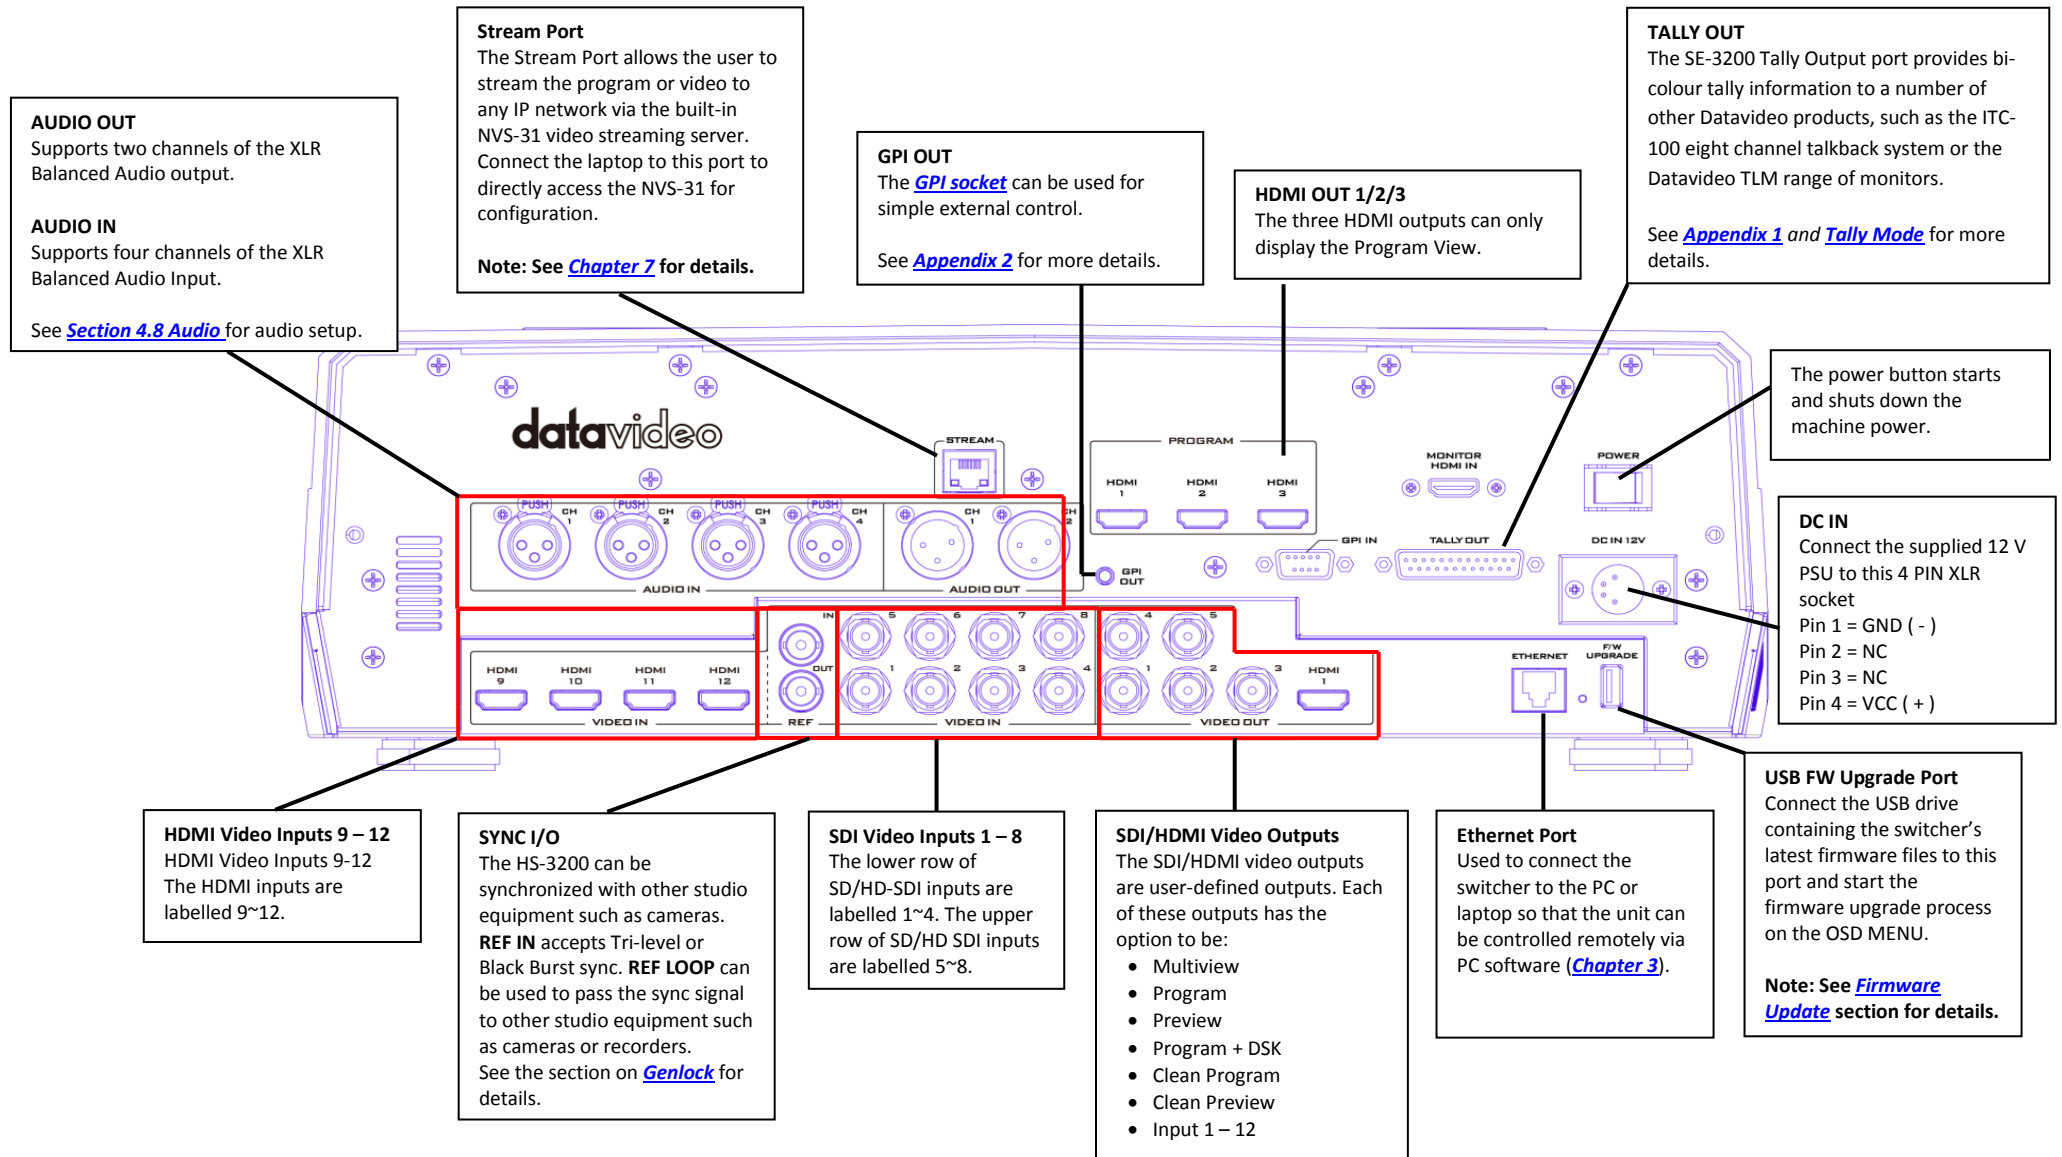 Stream Port
The Stream Port allows the user to
stream the program or video to
any IP network via the built-in
NVS-31 video streaming server.
Connect the laptop to this port to
directly access the NVS-31 for
configuration.
Note: See Chapter 7 for details.
TALLY OUT
The SE-3200 Tally Output port provides bi-
colour tally information to a number of
other Datavideo products, such as the ITC-
100 eight channel talkback system or the
Datavideo TLM range of monitors.
See Appendix 1 and Tally Mode for more
details.
AUDIO OUT
Supports two channels of the XLR
Balanced Audio output.
AUDIO IN
Supports four channels of the XLR
Balanced Audio Input.
See Section 4.8 Audio for audio setup.
GPI OUT
The GPI socket can be used for
simple external control.
See Appendix 2 for more details.
HDMI OUT 1/2/3
The three HDMI outputs can only
display the Program View.
The power button starts
and shuts down the
machine power.
datavideo
STREAM
PROGRAM
HDMI
1
HDMI
2
HDMI
3
MONITOR
HDMI IN
POWER
PUSH
CH
1
PUSH
CH
2
PUSH
CH
3
PUSH
CH
4
CH
1
CH
2
AUDIO IN
AUDIO OUT
GPI
OUT
GPI IN
TALLY OUT
DC IN 12V
DC IN
Connect the supplied 12 V
PSU to this 4 PIN XLR
socket
Pin 1 = GND ( - )
Pin 2 = NC
Pin 3 = NC
Pin 4 = VCC ( + )
HDMI
9
HDMI
10
HDMI
11
HDMI
12
VIDEO IN
IN
OUT
REF
5
6
7
8
1
2
3
4
VIDEO IN
4
5
1
2
3
HDMI
1
VIDEO OUT
ETHERNET
F/W
UPGRADE
HDMI Video Inputs 9 – 12
HDMI Video Inputs 9-12
The HDMI inputs are
labelled 9~12.
SYNC I/O
The HS-3200 can be
synchronized with other studio
equipment such as cameras.
REF IN accepts Tri-level or
Black Burst sync. REF LOOP can
be used to pass the sync signal
to other studio equipment such
as cameras or recorders.
See the section on Genlock for
details.
SDI Video Inputs 1 – 8
The lower row of
SD/HD-SDI inputs are
labelled 1~4. The upper
row of SD/HD SDI inputs
are labelled 5~8.
SDI/HDMI Video Outputs
The SDI/HDMI video outputs
are user-defined outputs. Each
of these outputs has the
option to be:
• Multiview
• Program
• Preview
• Program + DSK
• Clean Program
• Clean Preview
• Input 1 – 12
Ethernet Port
Used to connect the
switcher to the PC or
laptop so that the unit can
be controlled remotely via
PC software (Chapter 3).
USB FW Upgrade Port
Connect the USB drive
containing the switcher's
latest firmware files to this
port and start the
firmware upgrade process
on the OSD MENU.
Note: See Firmware
Update section for details.